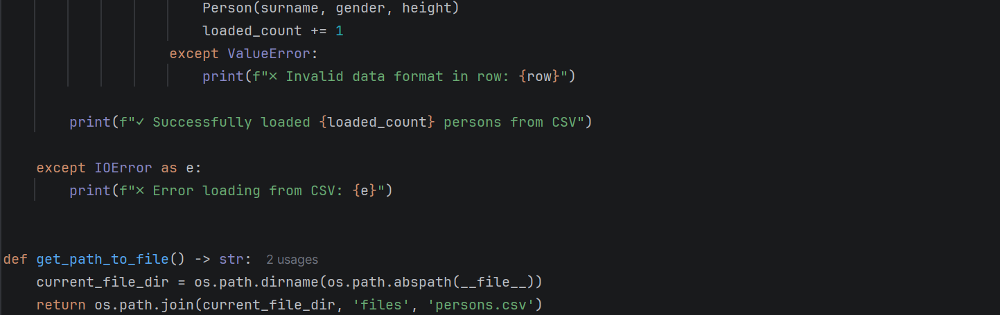 Person(surname, gender, height)
loaded_count += 1
except ValueError:
print(f"✕ Invalid data format in row: {row}")
print(f"✓ Successfully loaded {loaded_count} persons from CSV")
except IOError as e:
print(f"✕ Error loading from CSV: {e}")
def get_path_to_file() -> str: 2 usages
current_file_dir = os.path.dirname(os.path.abspath(__file__))
return os.path.join(current_file_dir, 'files', 'persons.csv')